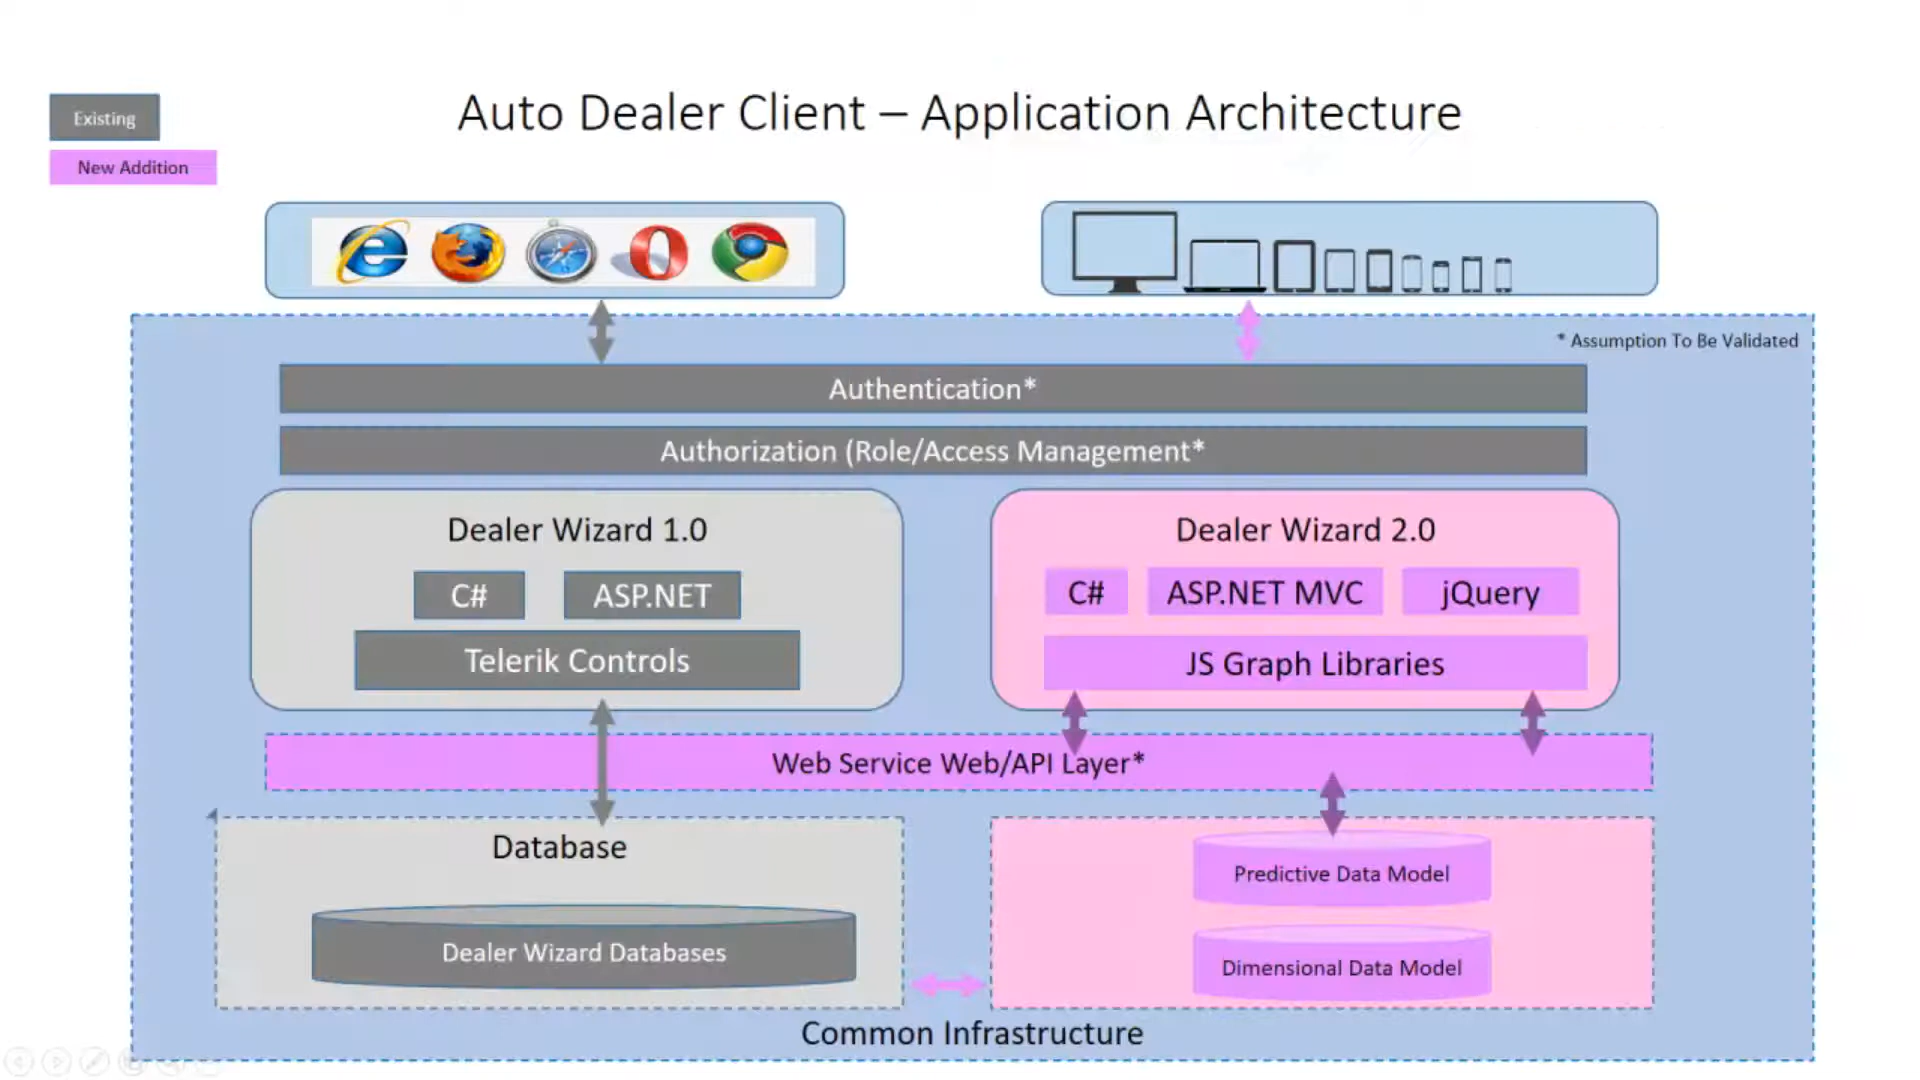 Existing
New Addition
Auto Dealer Client – Application Architecture
* Assumption To Be Validated
Authentication*
Authorization (Role/Access Management*
Dealer Wizard 1.0
C#
ASP.NET
Telerik Controls
Dealer Wizard 2.0
C#
ASP.NET MVC
jQuery
JS Graph Libraries
Web Service Web/API Layer*
Database
Dealer Wizard Databases
Predictive Data Model
Dimensional Data Model
Common Infrastructure